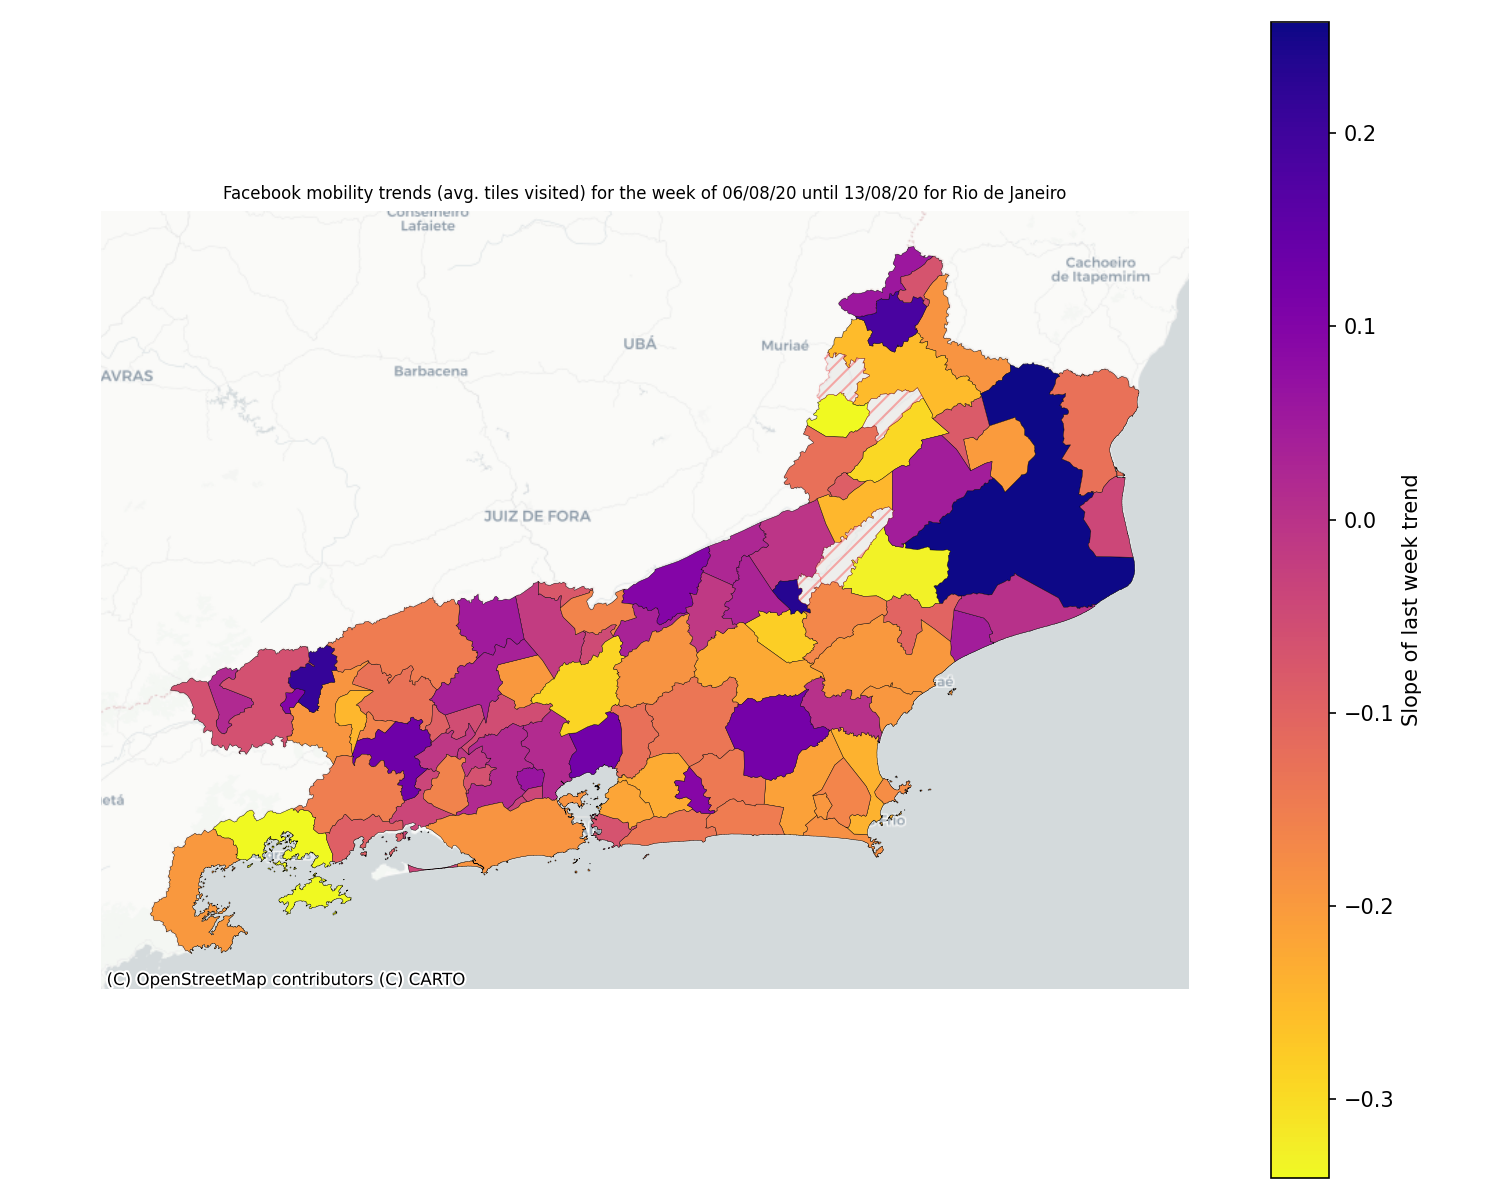 Facebook mobility trends (avg. tiles visited) for the week of 06/08/20 until 13/08/20 for Rio de Janeiro
Conselheiro
Lafaiete
Cachoeiro
de Itapemirim
UBÁ
Muriaé
AVRAS
Barbacena
JUIZ DE FORA
aé
etá
rio
(C) OpenStreetMap contributors (C) CARTO
0.2
0.1
0.0
−0.1
−0.2
−0.3
Slope of last week trend